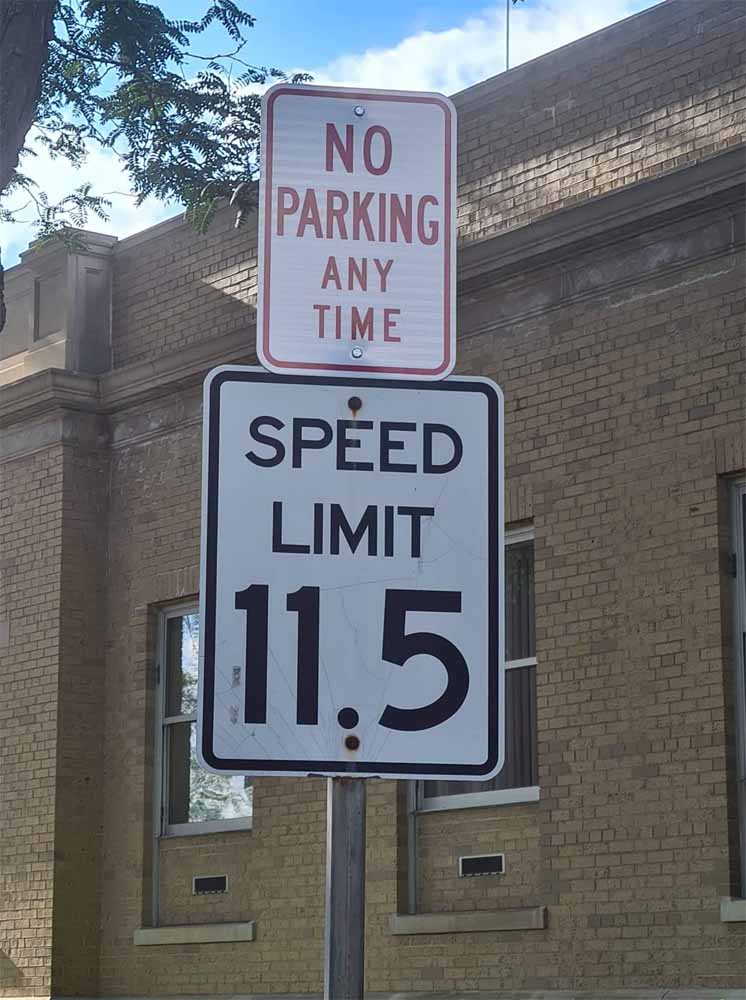 NO
PARKING
ANY
TIME
SPEED
LIMIT
11.5